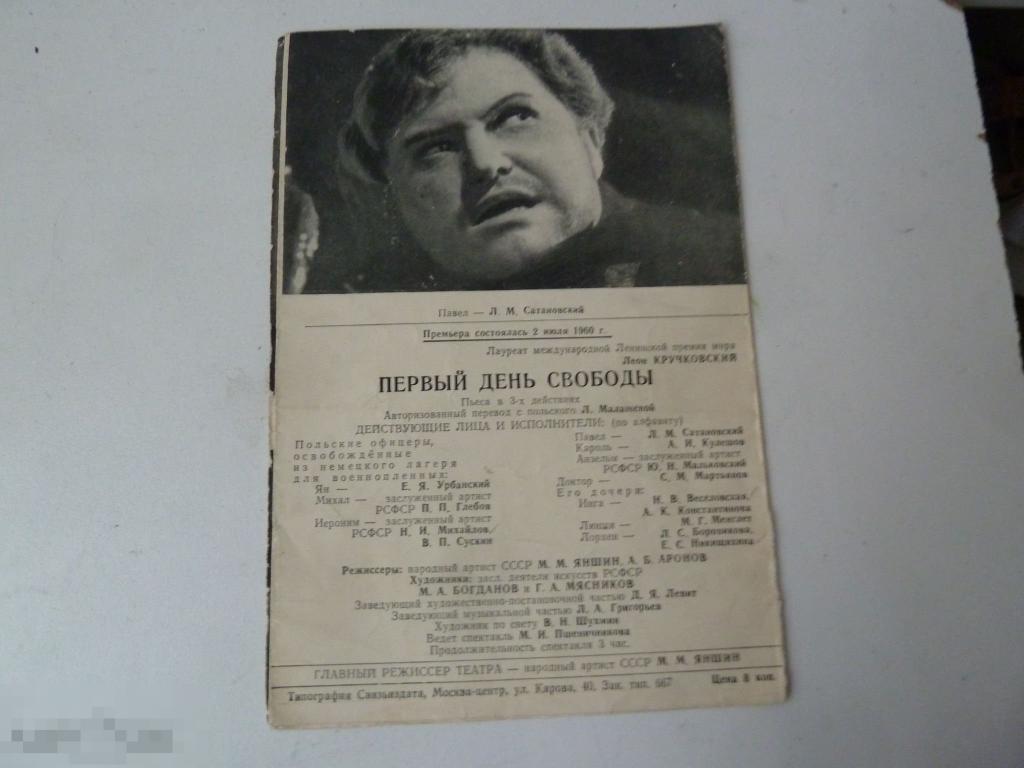 Павел — Л. М. Сатановский
Премьера состоялась 2 июля 1960 г.
Лауреат международной Ленинской премии мира
Леон КРУЧКОВСКИЙ
ПЕРВЫЙ ДЕНЬ СВОБОДЫ
Пьеса в 3-х действиях
Авторизованный перевод с польского Л. Малашевой
ДЕЙСТВУЮЩИЕ ЛИЦА И ИСПОЛНИТЕЛИ: (по алфавиту)
Польские офицеры,
освобождённые
из немецкого лагеря
для военнопленных:
Ян — Е. Я. Урбанский
Михал — заслуженный артист
РСФСР П. П. Глебов
Иероним — заслуженный артист
РСФСР Н. И. Михайлов,
В. П. Сускин
Павел — Л. М. Сатановский
Кароль — А. И. Кулешов
Анзельм — заслуженный артист
РСФСР Ю. Н. Мальковский
Доктор — С. М. Мартьянов
Его дочери:
Инга — Н. В. Веселовская,
А. К. Константинова
Люцци — М. Г. Менглет
Лорхен — Л. С. Бороздинова,
Е. С. Никищихина
Режиссеры: народный артист СССР М. М. ЯНШИН, А. Б. АРОНОВ
Художники: засл. деятели искусств РСФСР
М. А. БОГДАНОВ и Г. А. МЯСНИКОВ
Заведующий художественно-постановочной частью Д. Я. Левит
Заведующий музыкальной частью Л. А. Григорьев
Художник по свету В. Н. Шухмин
Ведет спектакль М. И. Пшеничникова
Продолжительность спектакля 3 час.
ГЛАВНЫЙ РЕЖИССЕР ТЕАТРА — народный артист СССР М. М. ЯНШИН
Типография Связьиздата, Москва-центр, ул. Кирова, 40. Зак. тип. 667
Цена 8 коп.